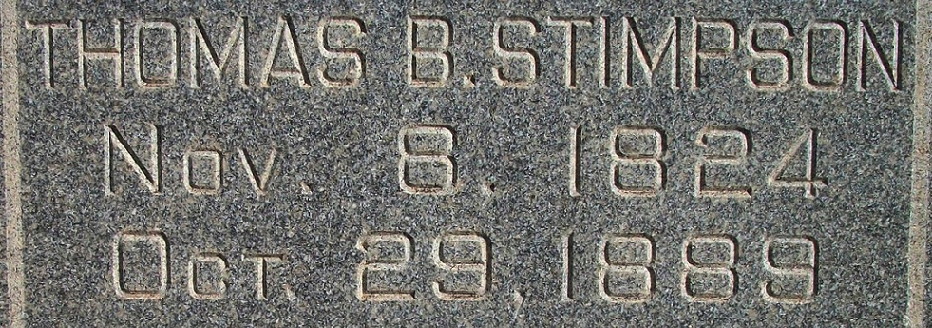 THOMAS B. STIMPSON
Nov. 8, 1824
Oct. 29, 1889